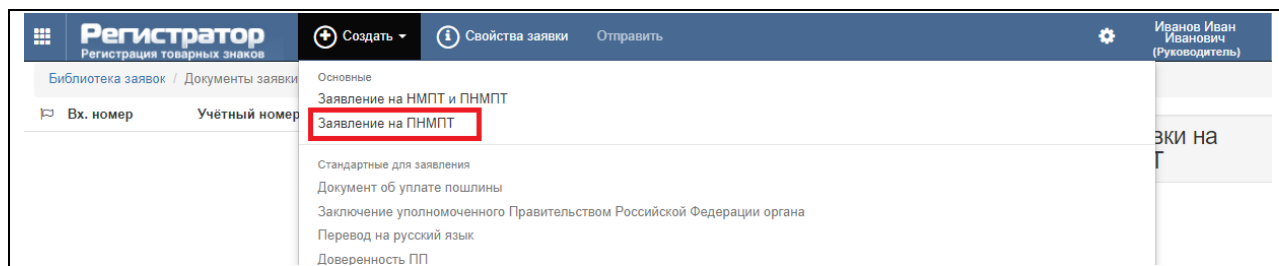 Регистратор
Регистрация товарных знаков
Создать
Свойства заявки
Отправить
Иванов Иван
Иванович
(Руководитель)
Библиотека заявок / Документы заявки
Основные
Заявление на НМПТ и ПНМПТ
Заявление на ПНМПТ
Вх. номер
Учётный номер
вки на
Т
Стандартные для заявления
Документ об уплате пошлины
Заключение уполномоченного Правительством Российской Федерации органа
Перевод на русский язык
Доверенность ПП